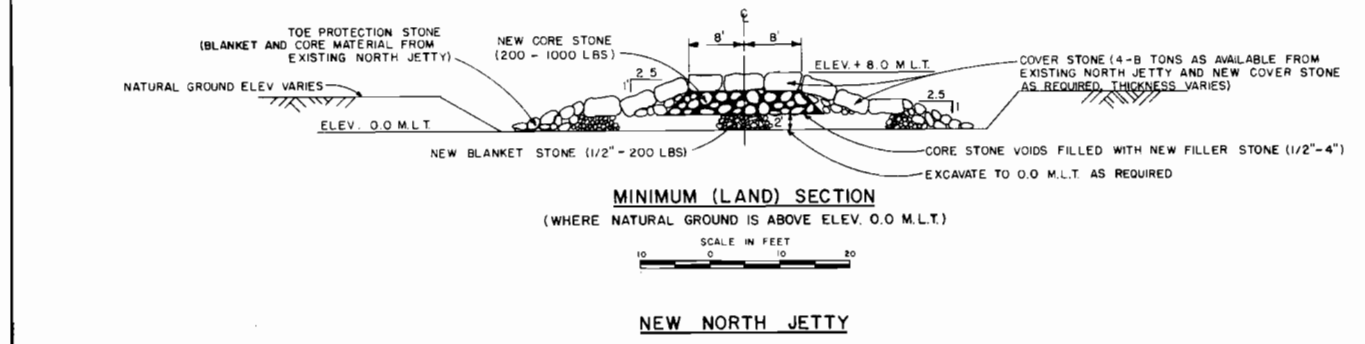 ℄
TOE PROTECTION STONE
(BLANKET AND CORE MATERIAL FROM
EXISTING NORTH JETTY)
NEW CORE STONE
(200 - 1000 LBS)
8' 8'
2.5
1'
ELEV. + 8.0 M L.T.
COVER STONE (4-8 TONS AS AVAILABLE FROM
EXISTING NORTH JETTY AND NEW COVER STONE
AS REQUIRED, THICKNESS VARIES)
2.5
1
NATURAL GROUND ELEV VARIES
ELEV. 0.0 M.L.T.
2'
NEW BLANKET STONE (1/2" - 200 LBS)
CORE STONE VOIDS FILLED WITH NEW FILLER STONE (1/2"-4")
EXCAVATE TO 0.0 M.L.T. AS REQUIRED
MINIMUM (LAND) SECTION
(WHERE NATURAL GROUND IS ABOVE ELEV. 0.0 M.L.T.)
SCALE IN FEET
10 0 10 20
NEW NORTH JETTY